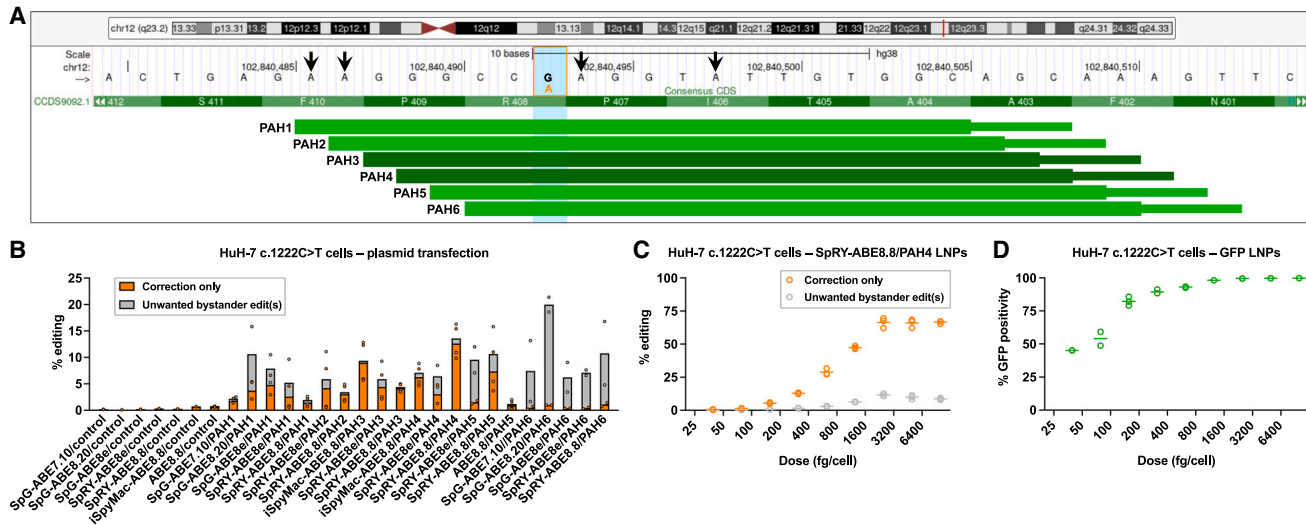 A
chr12 (q23.2) 13.33 p13.31 13.2 12p12.3 12p12.1 12q12 13.13 12q14.1 14.3 12q15 q21.1 12q21.2 12q21.31 21.33 12q22 12q23.1 12q23.3 q24.31 24.32 q24.33
Scale 10 bases hg38
chr12: 102,840,485 102,840,490 102,840,495 102,840,500 102,840,505 102,840,510
---> A C T G A G A A G G G C C G A G G T A T T G T G G C A G C A A A G T T C
A
Consensus CDS
CCDS9092.1 412 S 411 F 410 P 409 R 408 P 407 I 406 T 405 A 404 A 403 F 402 N 401
PAH1
PAH2
PAH3
PAH4
PAH5
PAH6
B
HuH-7 c.1222C>T cells – plasmid transfection
Correction only
Unwanted bystander edit(s)
% editing
25
20
15
10
5
0
SpG-ABE7.10/control
SpG-ABE8.20/control
SpG-ABE8e/control
SpRY-ABE8e/control
SpRY-ABE8.8/control
iSpyMac-ABE8.8/control
ABE8.8/control
SpG-ABE7.10/PAH1
SpG-ABE8.20/PAH1
SpG-ABE8e/PAH1
SpRY-ABE8e/PAH1
SpRY-ABE8.8/PAH1
SpRY-ABE8e/PAH2
SpRY-ABE8.8/PAH2
SpRY-ABE8.8/PAH3
iSpyMac-ABE8.8/PAH3
SpRY-ABE8.8/PAH4
iSpyMac-ABE8.8/PAH4
SpRY-ABE8.8/PAH4
SpRY-ABE8e/PAH5
SpRY-ABE8.8/PAH5
ABE8.8/PAH5
SpG-ABE7.10/PAH6
SpG-ABE8.20/PAH6
SpG-ABE8e/PAH6
SpRY-ABE8e/PAH6
SpRY-ABE8.8/PAH6
C
HuH-7 c.1222C>T cells – SpRY-ABE8.8/PAH4 LNPs
Correction only
Unwanted bystander edit(s)
% editing
100
75
50
25
0
25 50 100 200 400 800 1600 3200 6400
Dose (fg/cell)
D
HuH-7 c.1222C>T cells – GFP LNPs
% GFP positivity
100
75
50
25
0
25 50 100 200 400 800 1600 3200 6400
Dose (fg/cell)